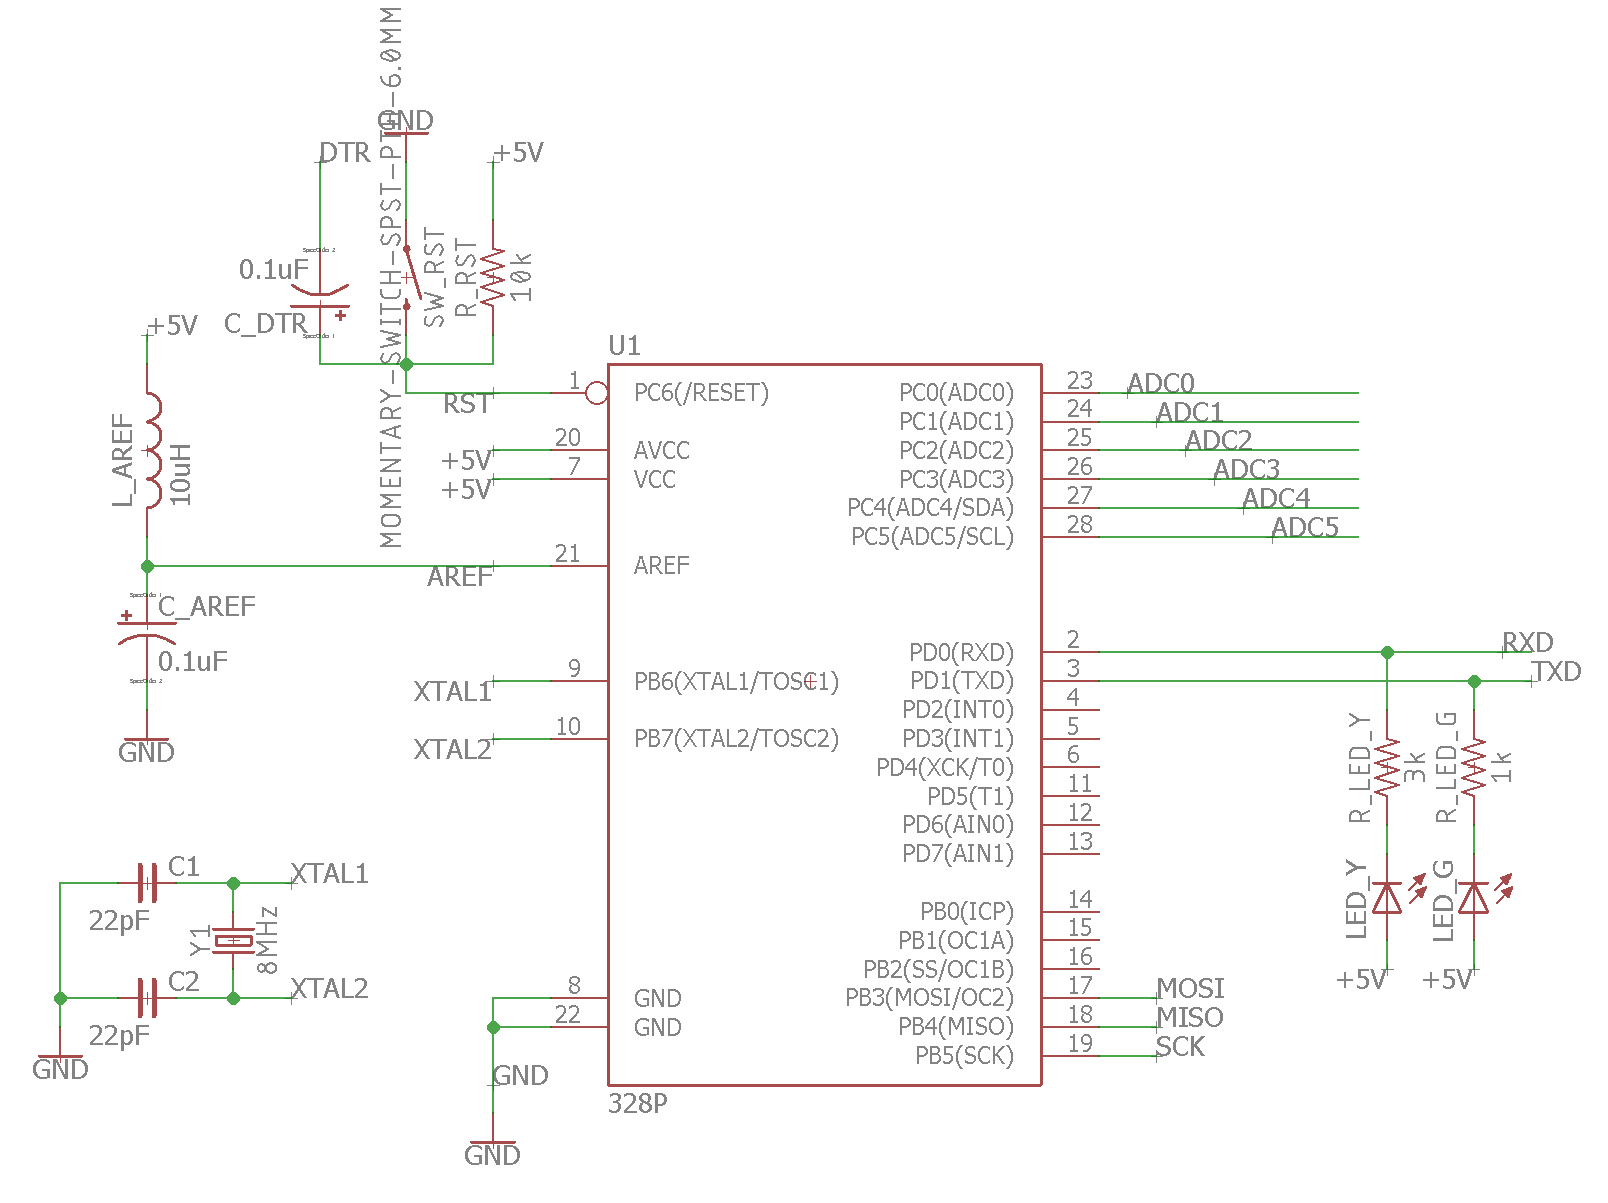 MOMENTARY-SWITCH-SPST-PTH-6.0MM
GND
DTR
+5V
0.1uF
C_DTR
SW_RST
R_RST
10k
+5V
L_AREF
10uH
C_AREF
0.1uF
GND
U1
1
PC6(/RESET)
RST
20
AVCC
+5V
7
VCC
+5V
21
AREF
AREF
9
PB6(XTAL1/TOSC1)
XTAL1
10
PB7(XTAL2/TOSC2)
XTAL2
8
GND
22
GND
GND
GND
328P
PC0(ADC0)
23
ADC0
PC1(ADC1)
24
ADC1
PC2(ADC2)
25
ADC2
PC3(ADC3)
26
ADC3
PC4(ADC4/SDA)
27
ADC4
PC5(ADC5/SCL)
28
ADC5
PD0(RXD)
2
RXD
PD1(TXD)
3
TXD
PD2(INT0)
4
PD3(INT1)
5
PD4(XCK/T0)
6
PD5(T1)
11
PD6(AIN0)
12
PD7(AIN1)
13
PB0(ICP)
14
PB1(OC1A)
15
PB2(SS/OC1B)
16
PB3(MOSI/OC2)
17
MOSI
PB4(MISO)
18
MISO
PB5(SCK)
19
SCK
R_LED_Y
3k
R_LED_G
1k
LED_Y
LED_G
+5V
+5V
C1
22pF
XTAL1
Y1
8MHz
C2
22pF
XTAL2
GND